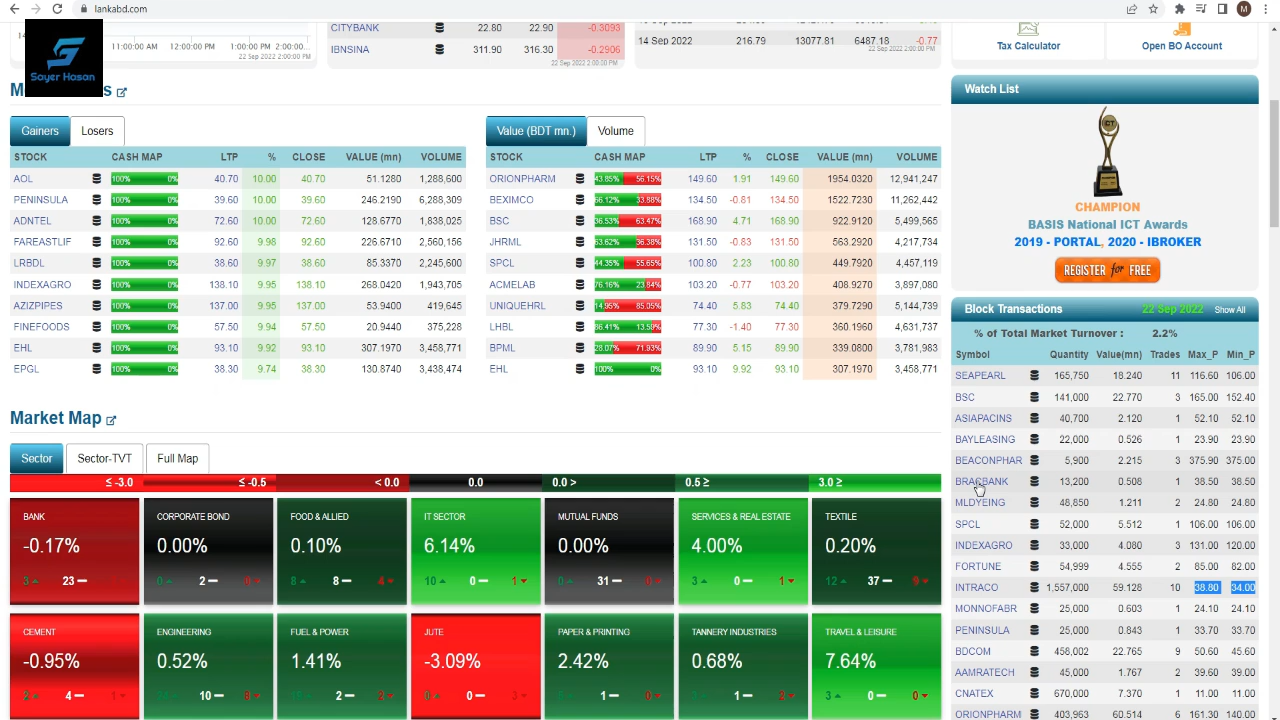 lankabd.com
M
Sayer Hasan
11:00:00 AM 12:00:00 PM 1:00:00 PM 2:00:00...
22 Sep 2022 2:00:00 PM
CITYBANK 22.80 22.90 -0.3093
IBNSINA 311.90 316.30 -0.2906
22 Sep 2022 2:00:00 PM
14 Sep 2022 216.79 13077.81 6487.18 -0.77
22 Sep 2022 2:00:00 PM
Tax Calculator
Open BO Account
Gainers Losers
STOCK CASH MAP LTP % CLOSE VALUE (mn) VOLUME
AOL 100% 0% 40.70 10.00 40.70 51.1280 1,288,600
PENINSULA 100% 0% 39.60 10.00 39.60 246.2190 6,288,309
ADNTEL 100% 0% 72.60 10.00 72.60 128.6770 1,838,025
FAREASTLIF 100% 0% 92.60 9.98 92.60 226.6710 2,560,156
LRBDL 100% 0% 38.60 9.97 38.60 85.3370 2,245,600
INDEXAGRO 100% 0% 138.10 9.95 138.10 268.0420 1,943,705
AZIZPIPES 100% 0% 137.00 9.95 137.00 53.9400 419,645
FINEFOODS 100% 0% 57.50 9.94 57.50 20.9440 375,228
EHL 100% 0% 93.10 9.92 93.10 307.1970 3,458,771
EPGL 100% 0% 38.30 9.74 38.30 130.8740 3,438,474
Value (BDT mn.) Volume
STOCK CASH MAP LTP % CLOSE VALUE (mn) VOLUME
ORIONPHARM 43.85% 56.15% 149.60 1.91 149.60 1954.0320 12,941,247
BEXIMCO 66.12% 33.88% 134.50 -0.81 134.50 1522.7230 11,262,442
BSC 36.53% 63.47% 168.90 4.71 168.90 922.9120 5,499,565
JHRML 63.62% 36.38% 131.50 -0.83 131.50 563.2920 4,217,734
SPCL 44.35% 55.65% 100.80 2.23 100.80 449.7920 4,457,119
ACMELAB 76.16% 23.84% 103.20 -0.77 103.20 408.9270 3,897,080
UNIQUEHRL 14.95% 85.05% 74.40 5.83 74.40 379.7290 5,144,739
LHBL 86.41% 13.59% 77.30 -1.40 77.30 360.1960 4,631,737
BPML 28.07% 71.93% 89.90 5.15 89.90 339.0800 3,781,983
EHL 100% 0% 93.10 9.92 93.10 307.1970 3,458,771
Watch List
CHAMPION
BASIS National ICT Awards
2019 - PORTAL, 2020 - IBROKER
REGISTER for FREE
Block Transactions 22 Sep 2022 Show All
% of Total Market Turnover : 2.2%
Symbol Quantity Value(mn) Trades Max_P Min_P
SEAPEARL 165,750 18.240 11 116.60 106.00
BSC 141,000 22.770 3 165.00 152.40
ASIAPACINS 40,700 2.120 1 52.10 52.10
BAYLEASING 22,000 0.526 1 23.90 23.90
BEACONPHAR 5,900 2.215 3 375.90 375.00
BRACBANK 13,200 0.508 1 38.50 38.50
MLDYEING 48,850 1.211 2 24.80 24.80
SPCL 52,000 5.512 1 106.00 106.00
INDEXAGRO 33,000 4.080 3 131.00 120.00
FORTUNE 54,999 4.555 2 85.00 82.00
INTRACO 1,557,000 59.128 10 38.80 34.00
MONNOFABR 25,000 0.603 1 24.10 24.10
PENINSULA 25,000 0.843 1 33.70 33.70
BDCOM 458,002 22.765 9 50.60 45.60
AAMRATECH 45,000 1.767 2 39.60 39.00
CNATEX 670,000 7.370 1 11.00 11.00
ORIONPHARM 403,963 60.514 6 161.30 140.00
Market Map
Sector Sector-TVT Full Map
≤ -3.0 ≤ -0.5 < 0.0 0.0 0.0 > 0.5 ≥ 3.0 ≥
BANK CORPORATE BOND FOOD & ALLIED IT SECTOR MUTUAL FUNDS SERVICES & REAL ESTATE TEXTILE
-0.17% 0.00% 0.10% 6.14% 0.00% 4.00% 0.20%
3 23 0 2 0 8 8 4 10 0 1 0 31 0 3 0 1 12 37 9
CEMENT ENGINEERING FUEL & POWER JUTE PAPER & PRINTING TANNERY INDUSTRIES TRAVEL & LEISURE
-0.95% 0.52% 1.41% -3.09% 2.42% 0.68% 7.64%
2 4 1 10 8 2 2 0 0 3 1 0 1 2 3 0 0